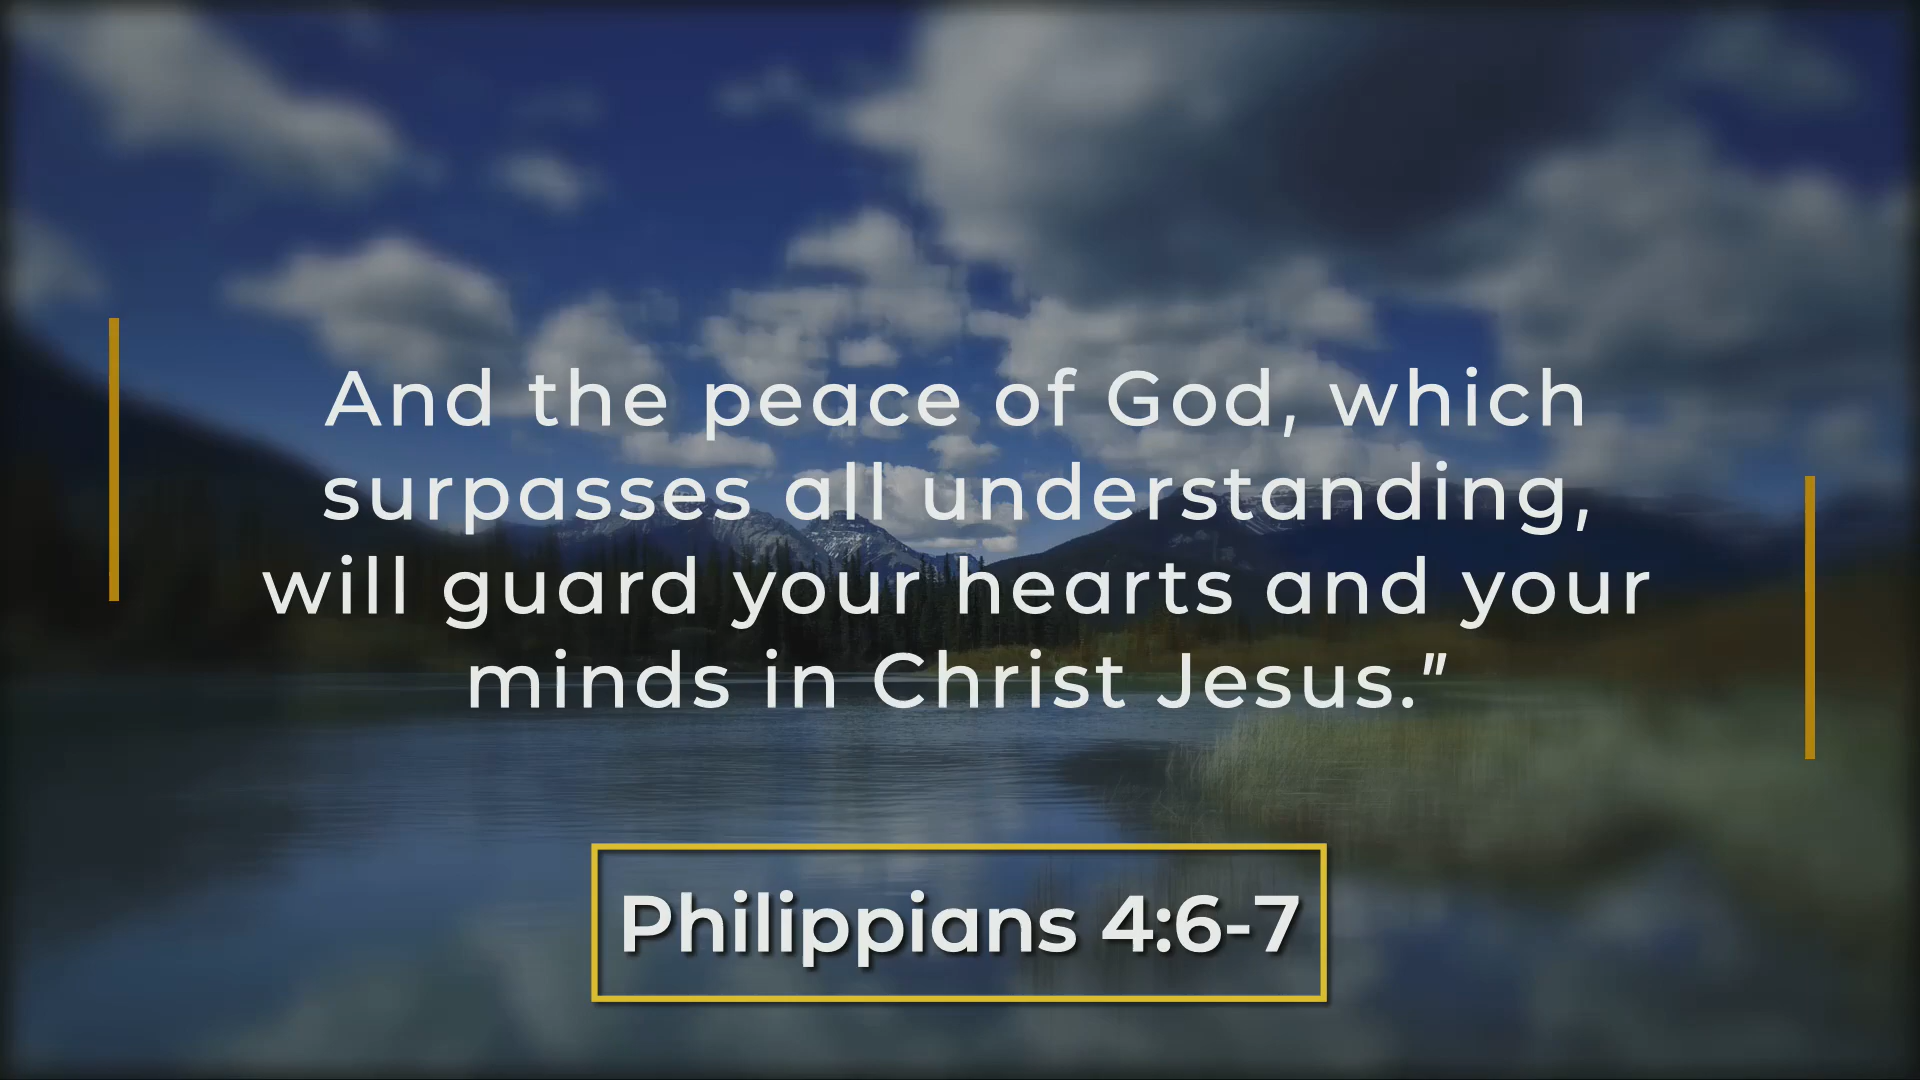 And the peace of God, which
surpasses all understanding,
will guard your hearts and your
minds in Christ Jesus.”
Philippians 4:6-7